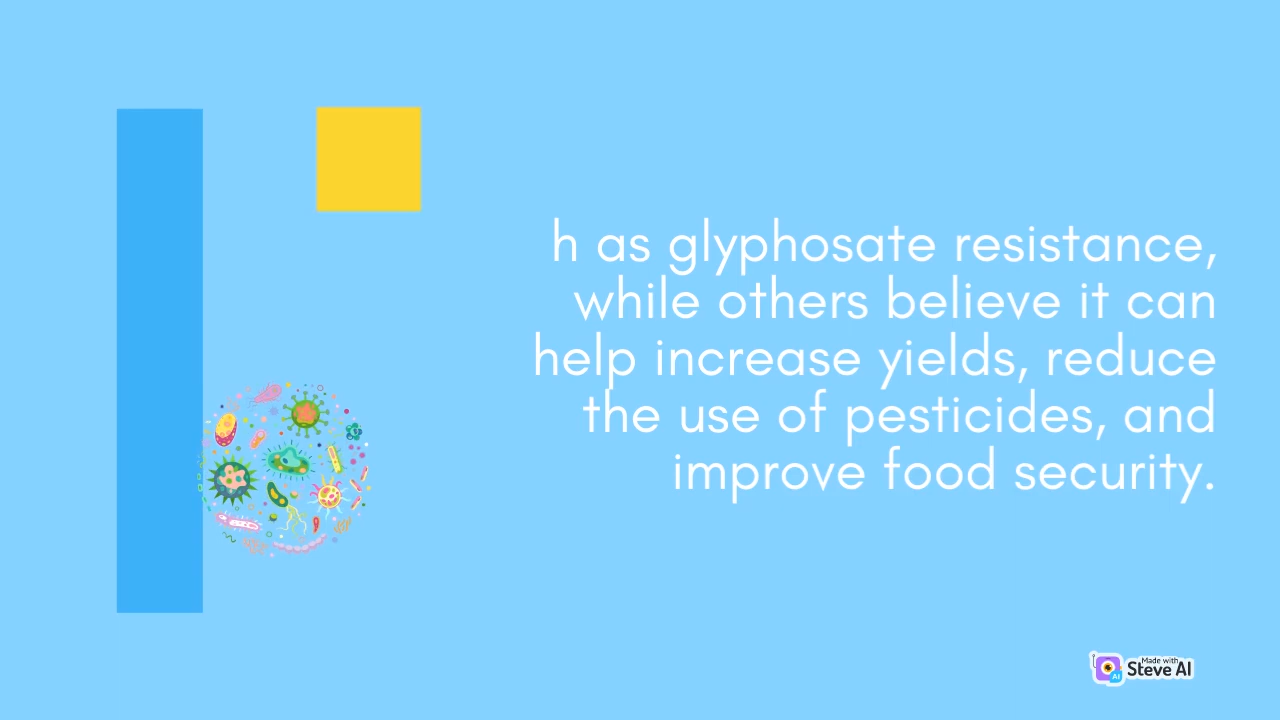 h as glyphosate resistance,
while others believe it can
help increase yields, reduce
the use of pesticides, and
improve food security.
Made with
Steve AI
AI